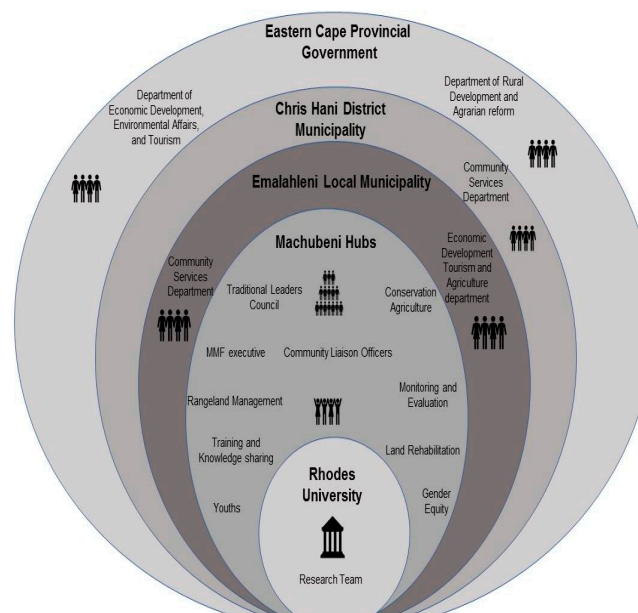 Eastern Cape Provincial
Government
Department of
Economic Development,
Environmental Affairs,
and Tourism
Department of Rural
Development and
Agrarian reform
Chris Hani District
Municipality
Community
Services
Department
Emalahleni Local Municipality
Community
Services
Department
Economic
Development
Tourism and
Agriculture
department
Machubeni Hubs
Traditional Leaders
Council
Conservation
Agriculture
MMF executive
Community Liaison Officers
Rangeland Management
Monitoring and
Evaluation
Training and
Knowledge sharing
Land Rehabilitation
Youths
Gender
Equity
Rhodes
University
Research Team